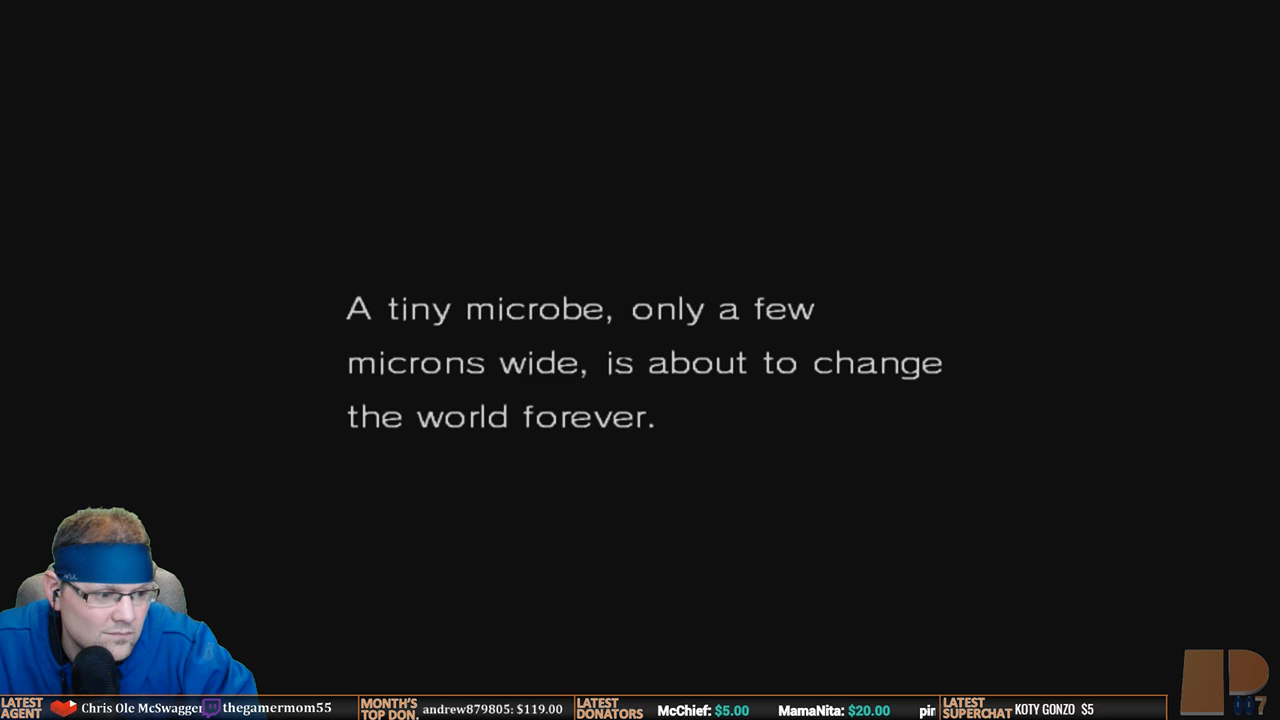 A tiny microbe, only a few
microns wide, is about to change
the world forever.
LATEST
AGENT
Chris Ole McSwagger
thegamermom55
MONTH'S
TOP DON.
andrew879805: $119.00
LATEST
DONATORS
McChief: $5.00
MamaNita: $20.00
LATEST
SUPERCHAT
KOTY GONZO $5